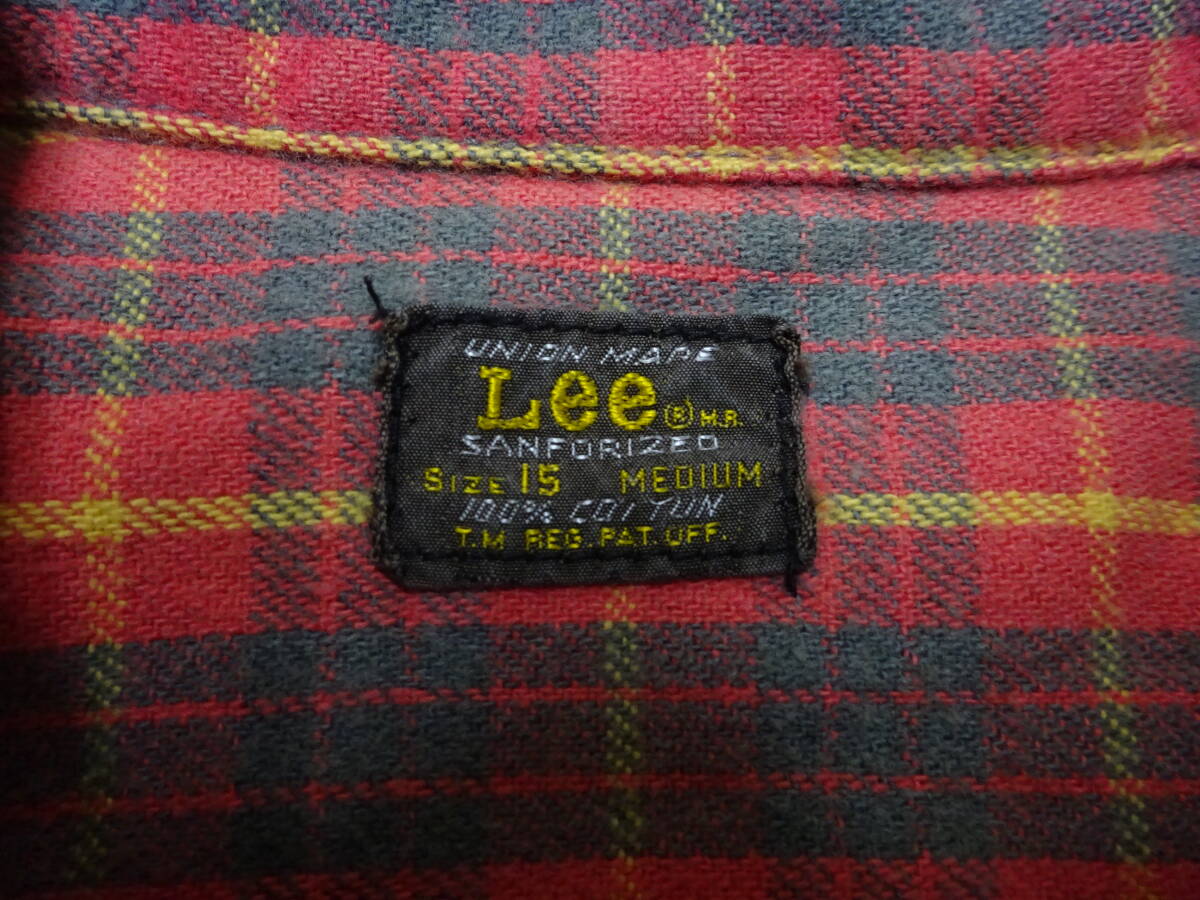 UNION MADE
Lee ® M.R.
SANFORIZED
SIZE 15 MEDIUM
100% COTTON
T.M REG. PAT. OFF.